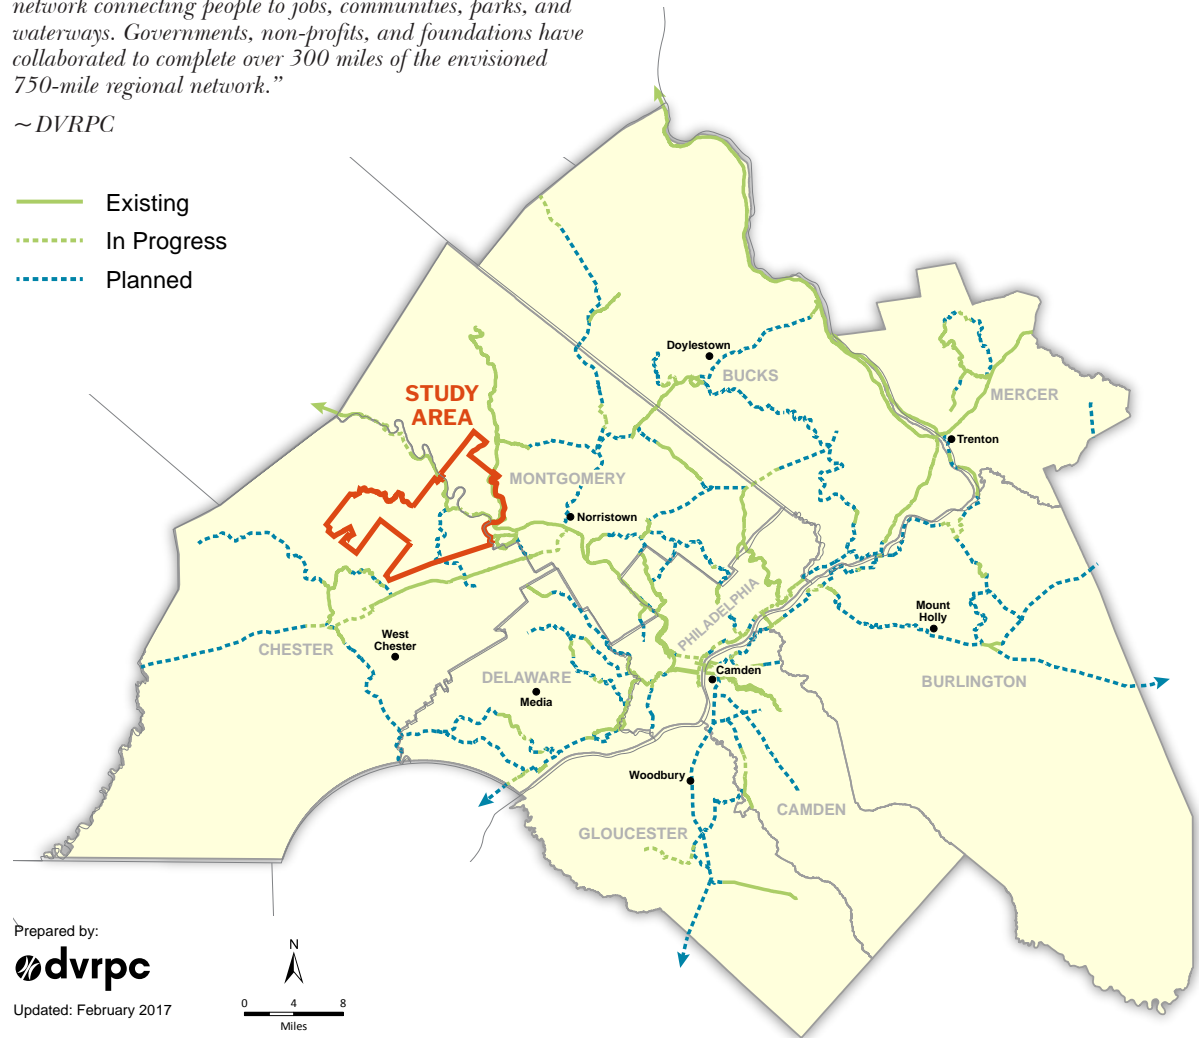 network connecting people to jobs, communities, parks, and
waterways. Governments, non-profits, and foundations have
collaborated to complete over 300 miles of the envisioned
750-mile regional network.”
~DVRPC
Existing
In Progress
Planned
Doylestown
BUCKS
STUDY
AREA
MERCER
Trenton
MONTGOMERY
Norristown
PHILADELPHIA
Mount
Holly
West
Chester
CHESTER
DELAWARE
Media
Camden
BURLINGTON
Woodbury
CAMDEN
GLOUCESTER
Prepared by:
dvrpc
Updated: February 2017
N
0 4 8
Miles